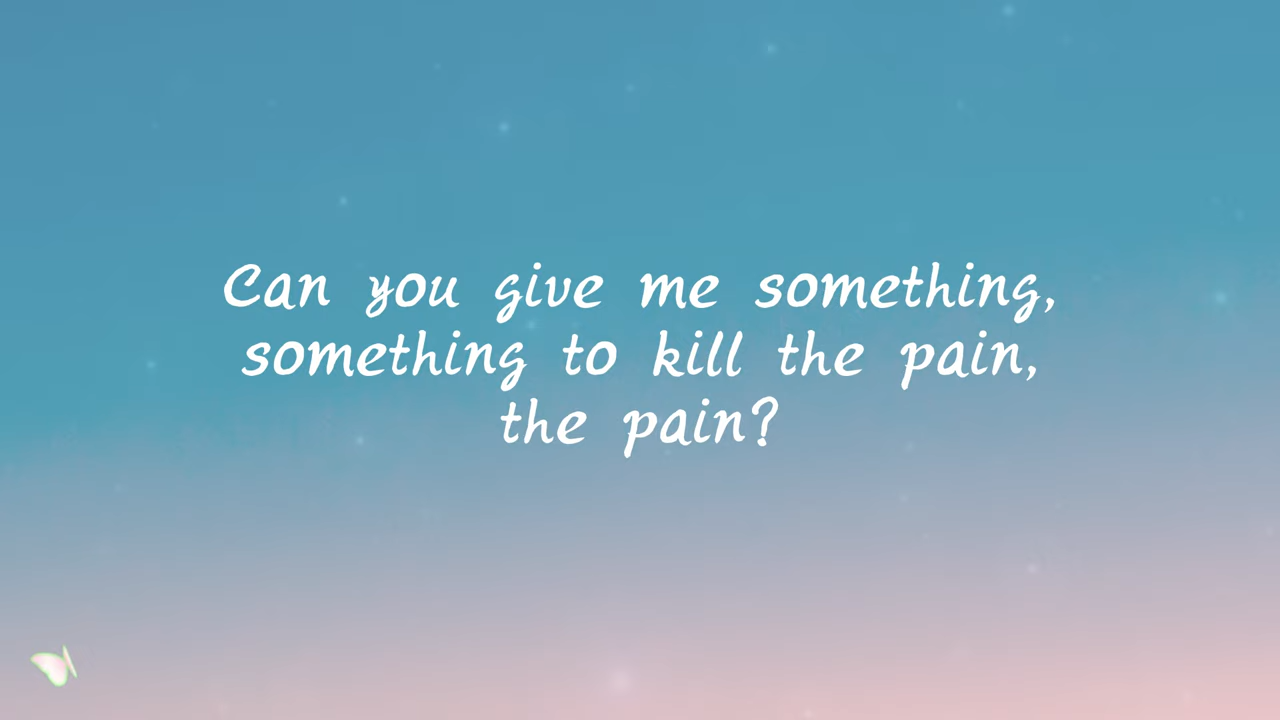 Can you give me something,
something to kill the pain,
the pain?